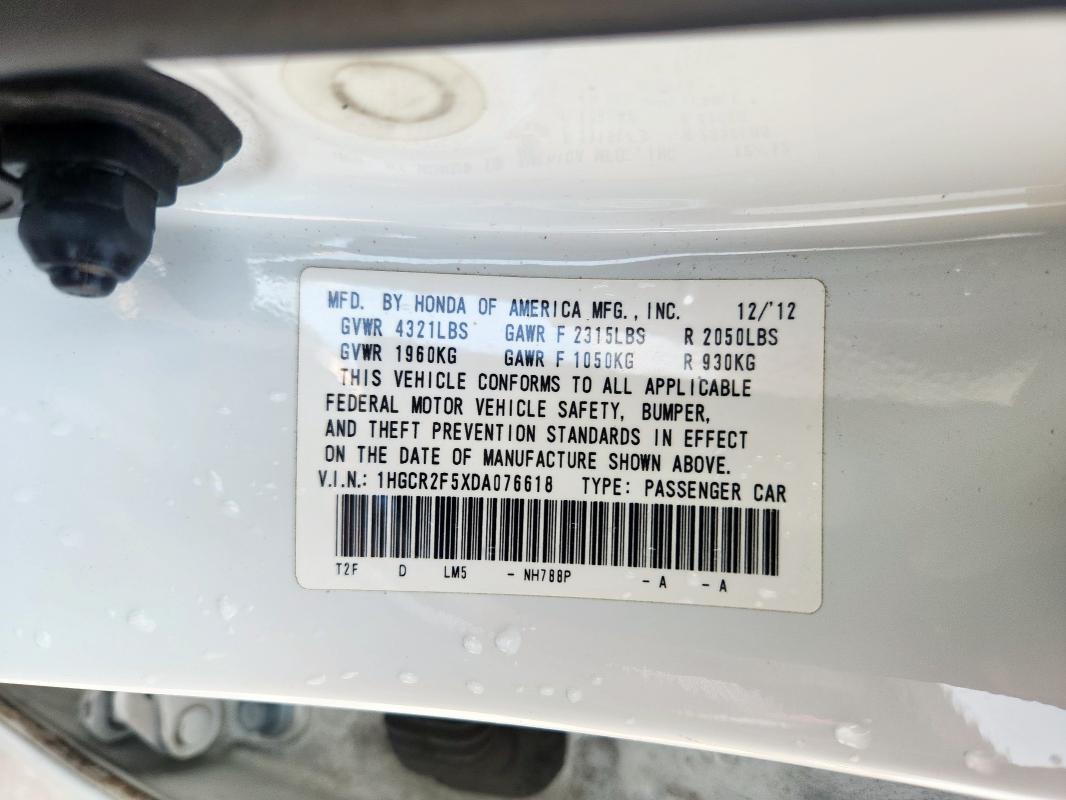 MFD. BY HONDA OF AMERICA MFG., INC. 12/'12
GVWR 4321LBS GAWR F 2315LBS R 2050LBS
GVWR 1960KG GAWR F 1050KG R 930KG
THIS VEHICLE CONFORMS TO ALL APPLICABLE
FEDERAL MOTOR VEHICLE SAFETY, BUMPER,
AND THEFT PREVENTION STANDARDS IN EFFECT
ON THE DATE OF MANUFACTURE SHOWN ABOVE.
V.I.N.: 1HGCR2F5XDA076618 TYPE: PASSENGER CAR
T2F D LM5 - NH788P - A - A